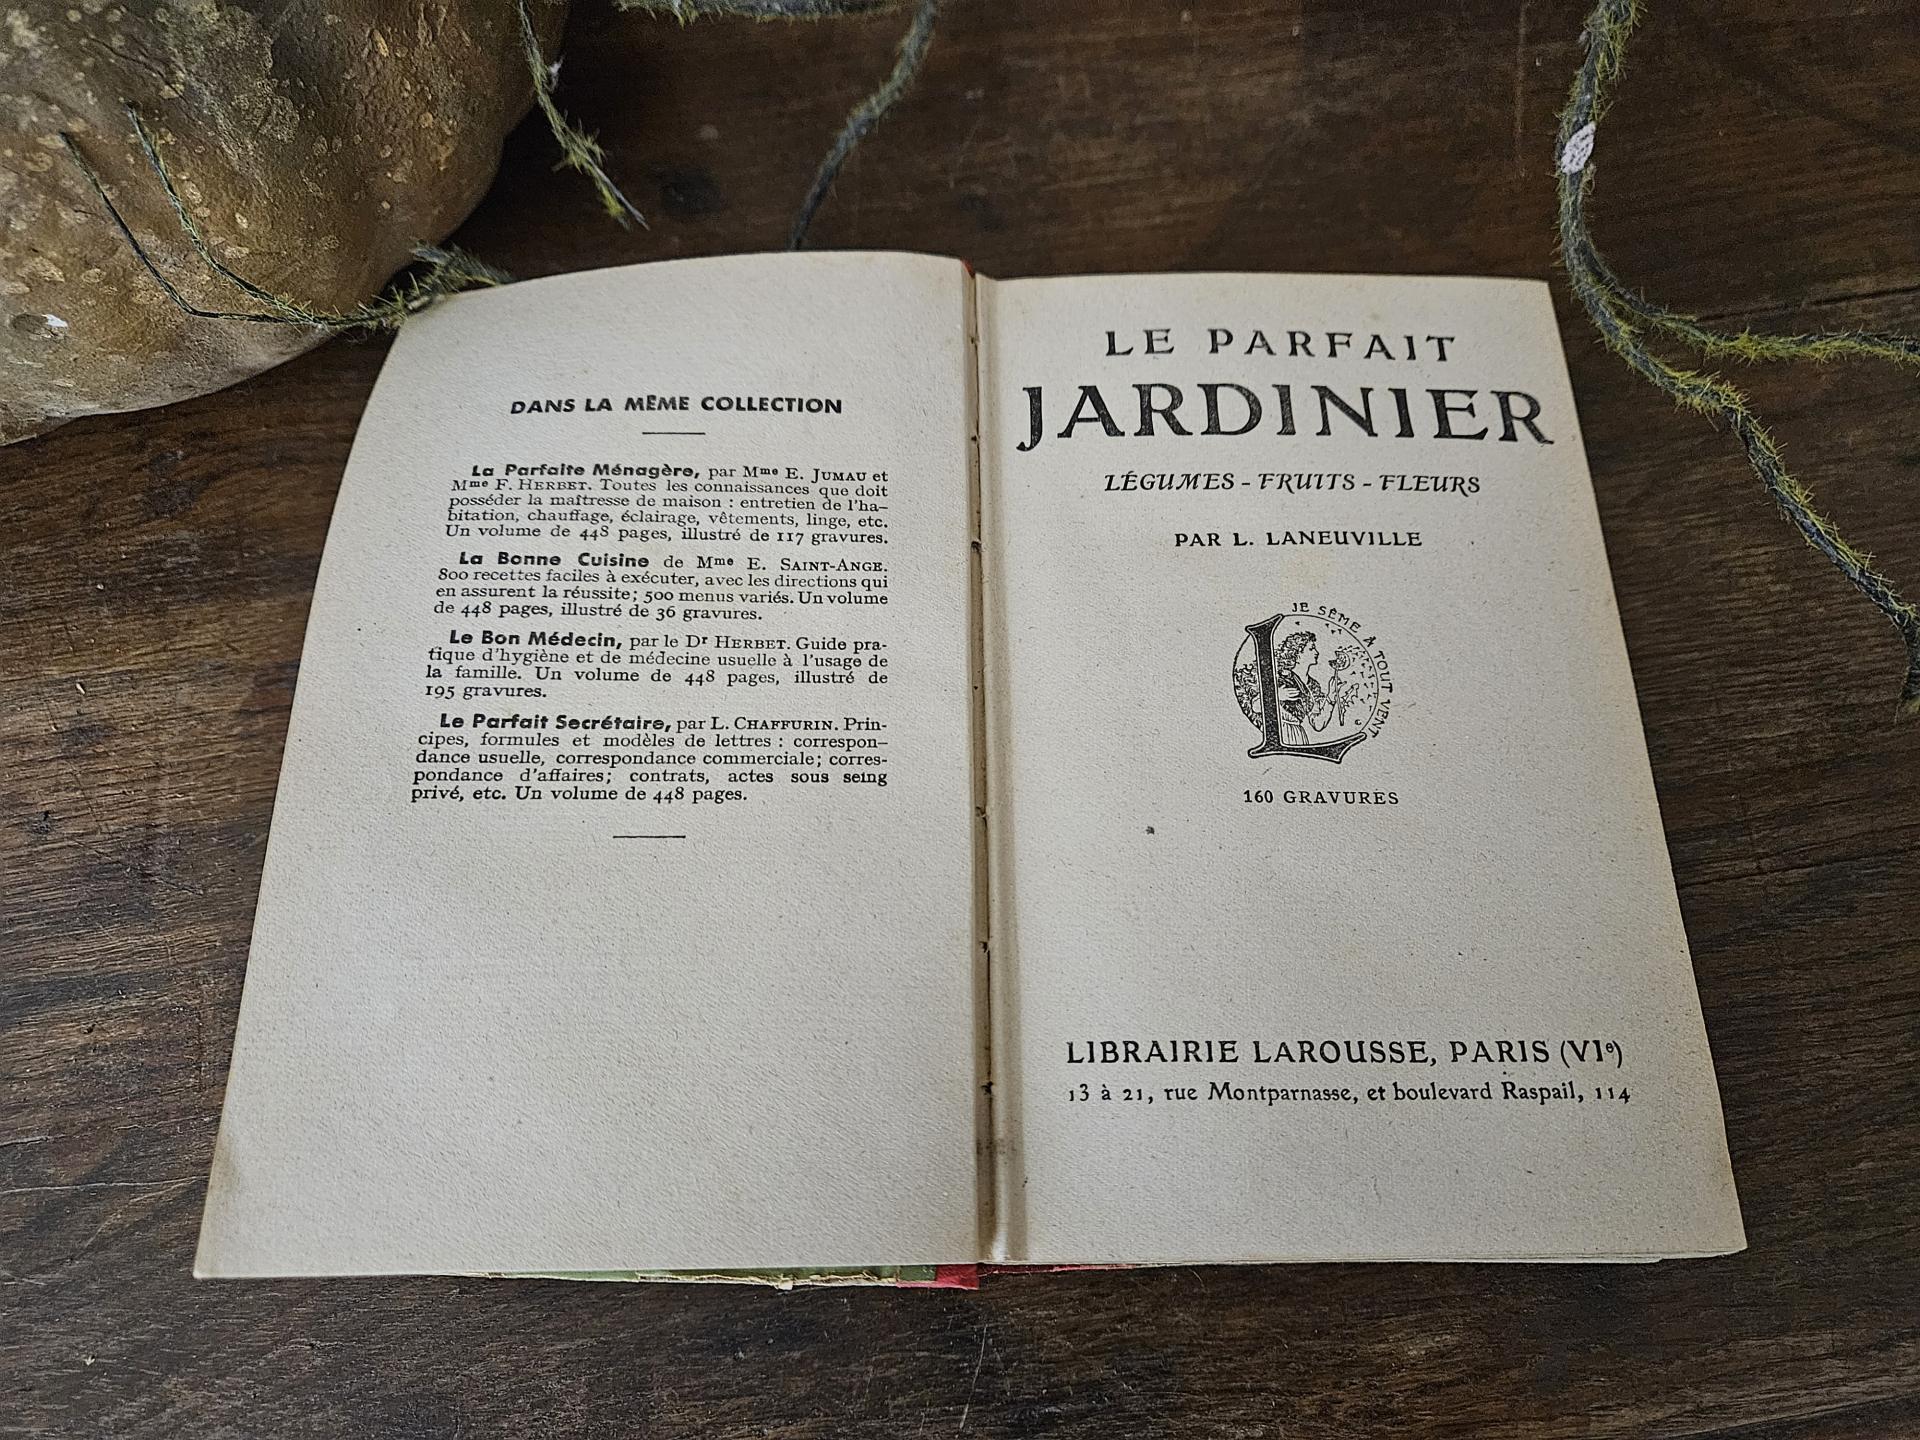 DANS LA MÊME COLLECTION
La Parfaite Ménagère, par Mme E. JUMAU et
Mme F. HERBET. Toutes les connaissances que doit
posséder la maîtresse de maison : entretien de l'ha-
bitation, chauffage, éclairage, vêtements, linge, etc.
Un volume de 448 pages, illustré de 117 gravures.
La Bonne Cuisine de Mme E. SAINT-ANGE.
800 recettes faciles à exécuter, avec les directions qui
en assurent la réussite; 500 menus variés. Un volume
de 448 pages, illustré de 36 gravures.
Le Bon Médecin, par le Dr HERBET. Guide pra-
tique d'hygiène et de médecine usuelle à l'usage de
la famille. Un volume de 448 pages, illustré de
195 gravures.
Le Parfait Secrétaire, par L. CHAFFURIN. Prin-
cipes, formules et modèles de lettres : correspon-
dance usuelle, correspondance commerciale; corres-
pondance d'affaires; contrats, actes sous seing
privé, etc. Un volume de 448 pages.
LE PARFAIT
JARDINIER
LÉGUMES - FRUITS - FLEURS
PAR L. LANEUVILLE
JE SÈME À TOUT VENT
L
160 GRAVURES
LIBRAIRIE LAROUSSE, PARIS (VIe)
13 à 21, rue Montparnasse, et boulevard Raspail, 114